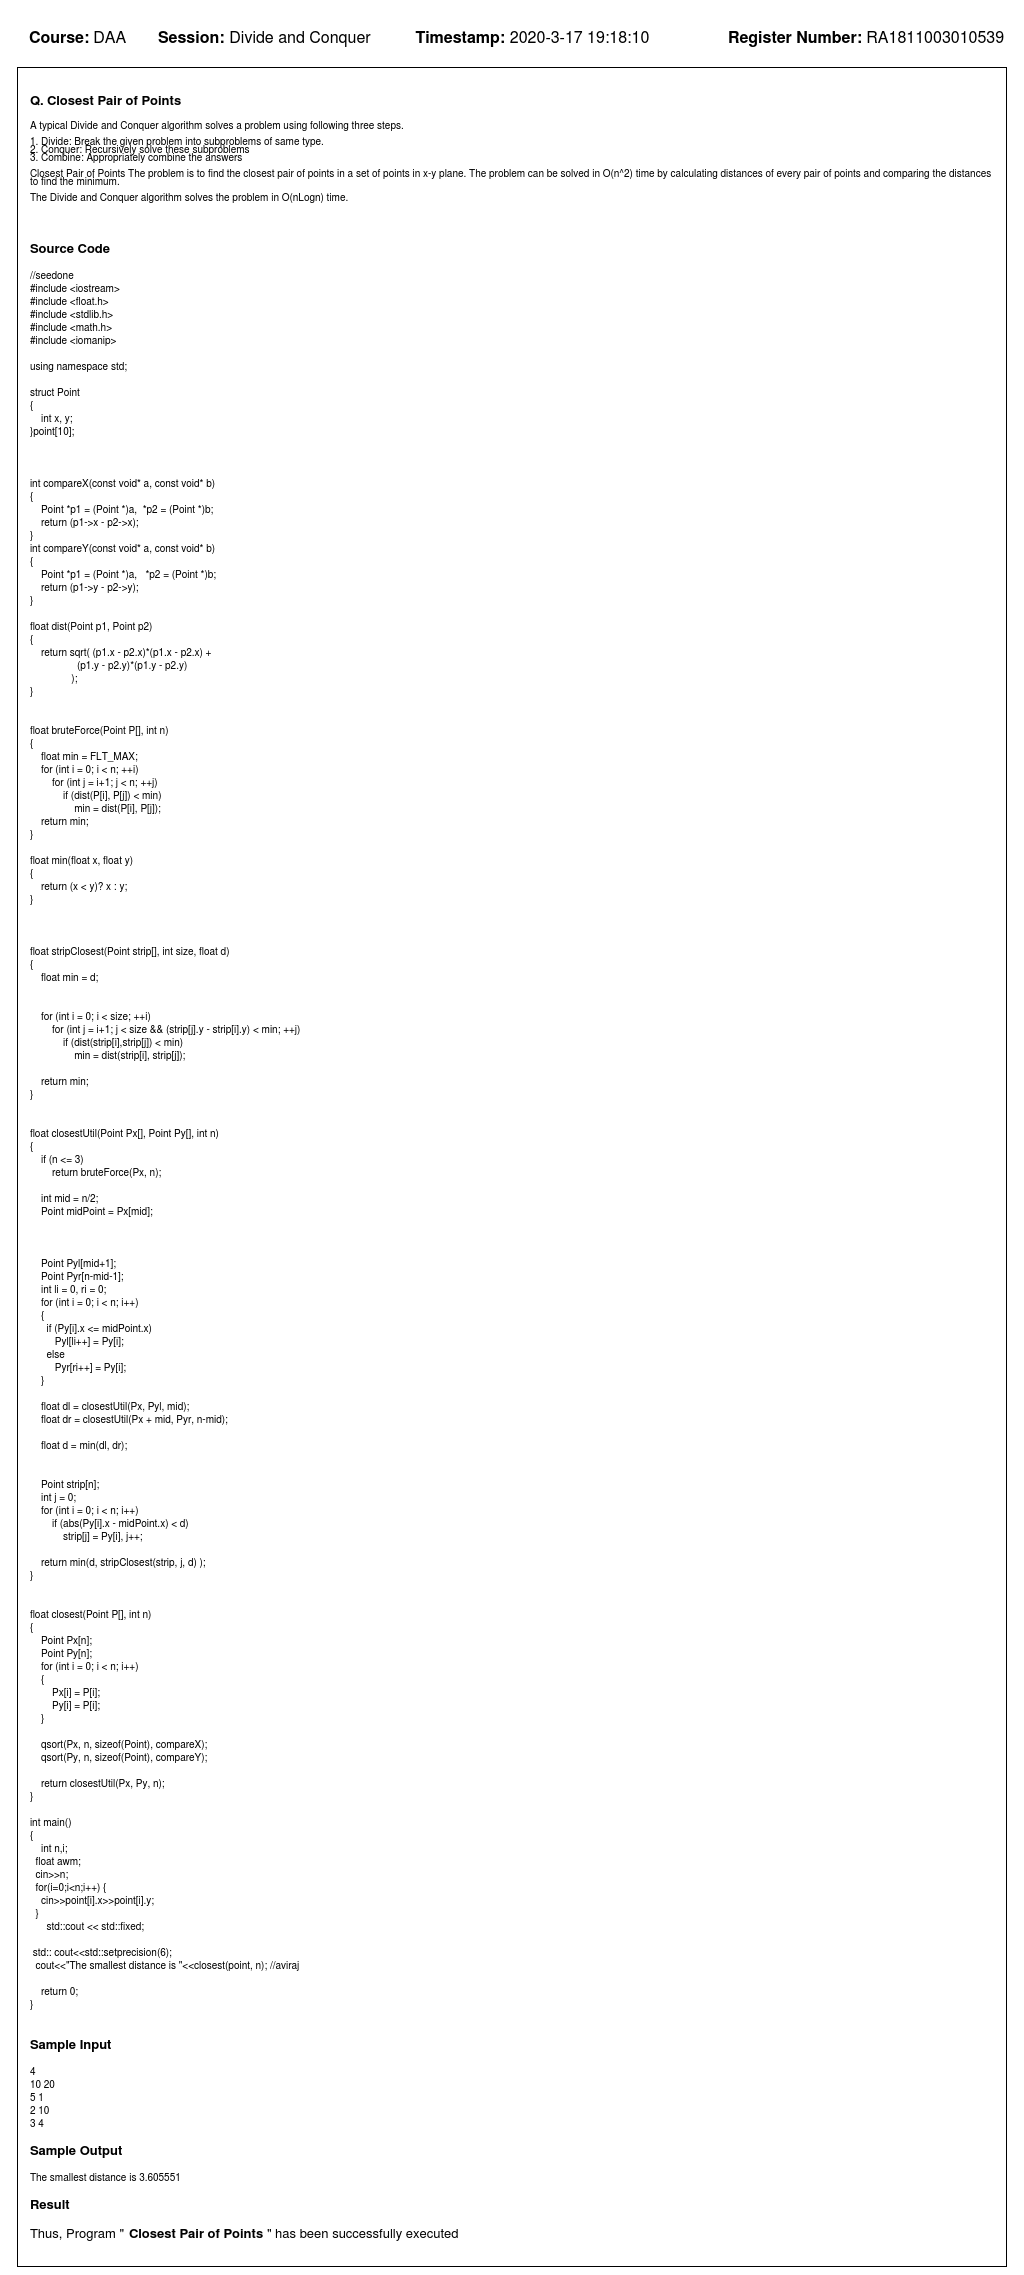 Course: DAA Session: Divide and Conquer Timestamp: 2020-3-17 19:18:10 Register Number: RA1811003010539
Q. Closest Pair of Points
A typical Divide and Conquer algorithm solves a problem using following three steps.
1. Divide: Break the given problem into subproblems of same type.
2. Conquer: Recursively solve these subproblems
3. Combine: Appropriately combine the answers
Closest Pair of Points The problem is to find the closest pair of points in a set of points in x-y plane. The problem can be solved in O(n^2) time by calculating distances of every pair of points and comparing the distances
to find the minimum.
The Divide and Conquer algorithm solves the problem in O(nLogn) time.
Source Code
//seedone
#include <iostream>
#include <float.h>
#include <stdlib.h>
#include <math.h>
#include <iomanip>
using namespace std;
struct Point
{
int x, y;
}point[10];
int compareX(const void* a, const void* b)
{
Point *p1 = (Point *)a, *p2 = (Point *)b;
return (p1->x - p2->x);
}
int compareY(const void* a, const void* b)
{
Point *p1 = (Point *)a, *p2 = (Point *)b;
return (p1->y - p2->y);
}
float dist(Point p1, Point p2)
{
return sqrt( (p1.x - p2.x)*(p1.x - p2.x) +
(p1.y - p2.y)*(p1.y - p2.y)
);
}
float bruteForce(Point P[], int n)
{
float min = FLT_MAX;
for (int i = 0; i < n; ++i)
for (int j = i+1; j < n; ++j)
if (dist(P[i], P[j]) < min)
min = dist(P[i], P[j]);
return min;
}
float min(float x, float y)
{
return (x < y)? x : y;
}
float stripClosest(Point strip[], int size, float d)
{
float min = d;
for (int i = 0; i < size; ++i)
for (int j = i+1; j < size && (strip[j].y - strip[i].y) < min; ++j)
if (dist(strip[i],strip[j]) < min)
min = dist(strip[i], strip[j]);
return min;
}
float closestUtil(Point Px[], Point Py[], int n)
{
if (n <= 3)
return bruteForce(Px, n);
int mid = n/2;
Point midPoint = Px[mid];
Point Pyl[mid+1];
Point Pyr[n-mid-1];
int li = 0, ri = 0;
for (int i = 0; i < n; i++)
{
if (Py[i].x <= midPoint.x)
Pyl[li++] = Py[i];
else
Pyr[ri++] = Py[i];
}
float dl = closestUtil(Px, Pyl, mid);
float dr = closestUtil(Px + mid, Pyr, n-mid);
float d = min(dl, dr);
Point strip[n];
int j = 0;
for (int i = 0; i < n; i++)
if (abs(Py[i].x - midPoint.x) < d)
strip[j] = Py[i], j++;
return min(d, stripClosest(strip, j, d) );
}
float closest(Point P[], int n)
{
Point Px[n];
Point Py[n];
for (int i = 0; i < n; i++)
{
Px[i] = P[i];
Py[i] = P[i];
}
qsort(Px, n, sizeof(Point), compareX);
qsort(Py, n, sizeof(Point), compareY);
return closestUtil(Px, Py, n);
}
int main()
{
int n,i;
float awm;
cin>>n;
for(i=0;i<n;i++) {
cin>>point[i].x>>point[i].y;
}
std::cout << std::fixed;
std:: cout<<std::setprecision(6);
cout<<"The smallest distance is "<<closest(point, n); //aviraj
return 0;
}
Sample Input
4
10 20
5 1
2 10
3 4
Sample Output
The smallest distance is 3.605551
Result
Thus, Program " Closest Pair of Points " has been successfully executed